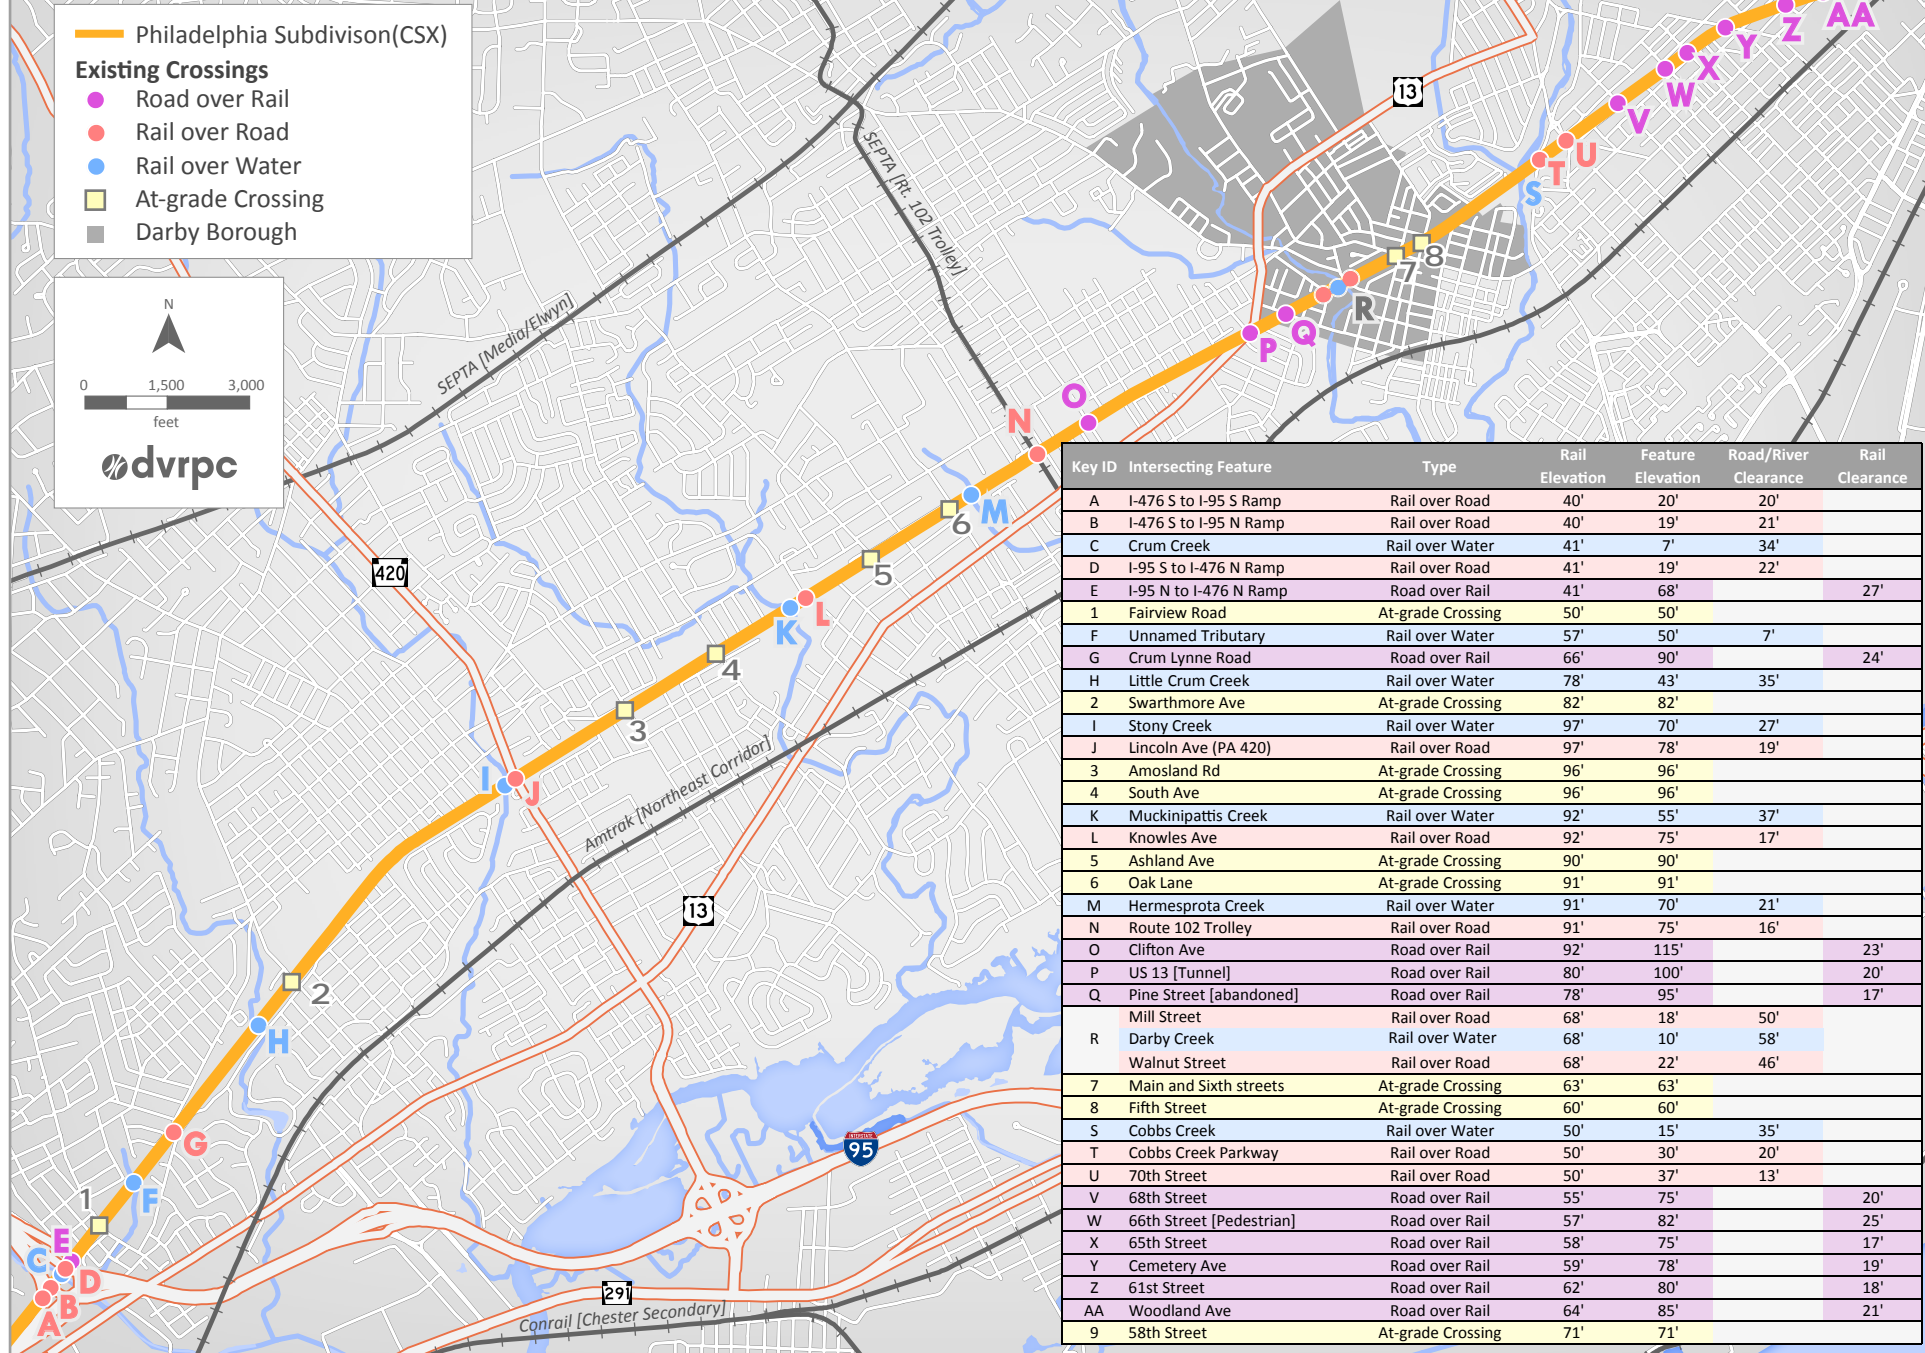 Philadelphia Subdivison(CSX)
Existing Crossings
Road over Rail
Rail over Road
Rail over Water
At-grade Crossing
Darby Borough
N
0 1,500 3,000
feet
dvrpc
SEPTA [Media/Elwyn]
SEPTA [Rt. 102 Trolley]
Amtrak [Northeast Corridor]
Conrail [Chester Secondary]
13
420
13
INTERSTATE
95
291
AA
Z
Y
X
W
V
U
T
S
8
7
R
Q
P
O
N
M
6
5
L
K
4
3
J
I
2
H
G
F
1
E
C
D
B
A
Key ID Intersecting Feature Type Rail Elevation Feature Elevation Road/River Clearance Rail Clearance
A I-476 S to I-95 S Ramp Rail over Road 40' 20' 20'
B I-476 S to I-95 N Ramp Rail over Road 40' 19' 21'
C Crum Creek Rail over Water 41' 7' 34'
D I-95 S to I-476 N Ramp Rail over Road 41' 19' 22'
E I-95 N to I-476 N Ramp Road over Rail 41' 68' 27'
1 Fairview Road At-grade Crossing 50' 50'
F Unnamed Tributary Rail over Water 57' 50' 7'
G Crum Lynne Road Road over Rail 66' 90' 24'
H Little Crum Creek Rail over Water 78' 43' 35'
2 Swarthmore Ave At-grade Crossing 82' 82'
I Stony Creek Rail over Water 97' 70' 27'
J Lincoln Ave (PA 420) Rail over Road 97' 78' 19'
3 Amosland Rd At-grade Crossing 96' 96'
4 South Ave At-grade Crossing 96' 96'
K Muckinipattis Creek Rail over Water 92' 55' 37'
L Knowles Ave Rail over Road 92' 75' 17'
5 Ashland Ave At-grade Crossing 90' 90'
6 Oak Lane At-grade Crossing 91' 91'
M Hermesprota Creek Rail over Water 91' 70' 21'
N Route 102 Trolley Rail over Road 91' 75' 16'
O Clifton Ave Road over Rail 92' 115' 23'
P US 13 [Tunnel] Road over Rail 80' 100' 20'
Q Pine Street [abandoned] Road over Rail 78' 95' 17'
Mill Street Rail over Road 68' 18' 50'
R Darby Creek Rail over Water 68' 10' 58'
Walnut Street Rail over Road 68' 22' 46'
7 Main and Sixth streets At-grade Crossing 63' 63'
8 Fifth Street At-grade Crossing 60' 60'
S Cobbs Creek Rail over Water 50' 15' 35'
T Cobbs Creek Parkway Rail over Road 50' 30' 20'
U 70th Street Rail over Road 50' 37' 13'
V 68th Street Road over Rail 55' 75' 20'
W 66th Street [Pedestrian] Road over Rail 57' 82' 25'
X 65th Street Road over Rail 58' 75' 17'
Y Cemetery Ave Road over Rail 59' 78' 19'
Z 61st Street Road over Rail 62' 80' 18'
AA Woodland Ave Road over Rail 64' 85' 21'
9 58th Street At-grade Crossing 71' 71'